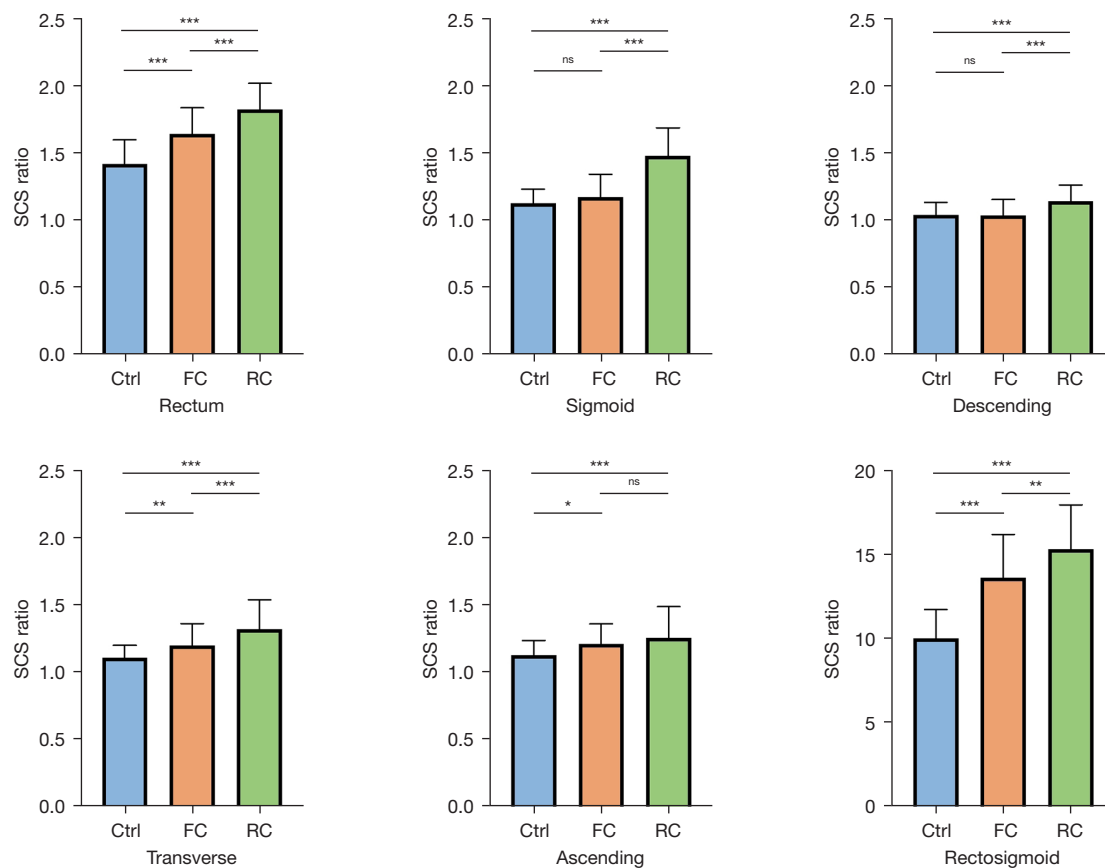 2.5
2.0
1.5
1.0
0.5
0.0
SCS ratio
***
***
***
Ctrl FC RC
Rectum
2.5
2.0
1.5
1.0
0.5
0.0
SCS ratio
***
***
ns
Ctrl FC RC
Sigmoid
2.5
2.0
1.5
1.0
0.5
0.0
SCS ratio
***
***
ns
Ctrl FC RC
Descending
2.5
2.0
1.5
1.0
0.5
0.0
SCS ratio
***
***
**
Ctrl FC RC
Transverse
2.5
2.0
1.5
1.0
0.5
0.0
SCS ratio
***
ns
*
Ctrl FC RC
Ascending
20
15
10
5
0
SCS ratio
***
**
***
Ctrl FC RC
Rectosigmoid